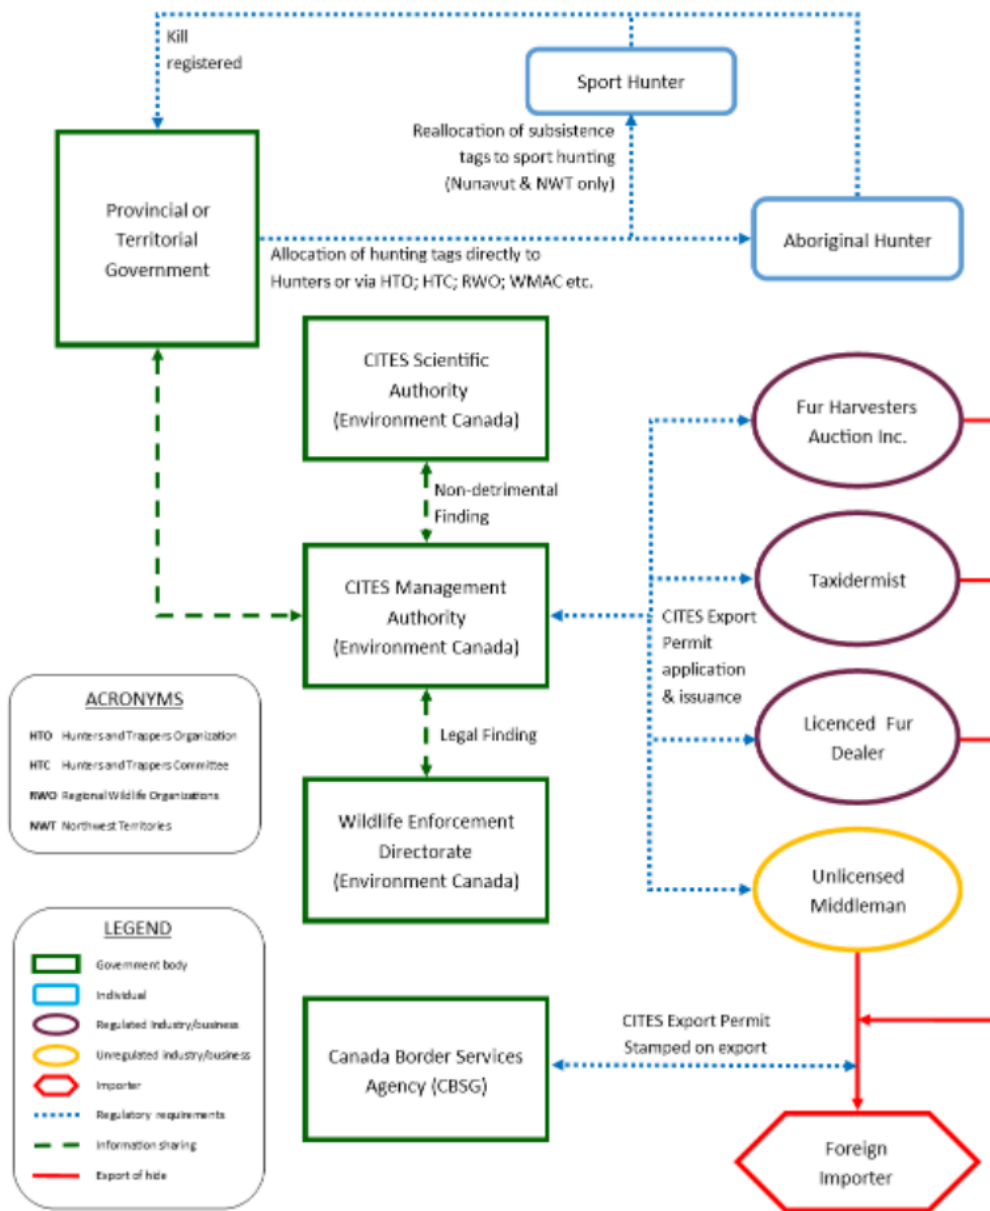 Kill
registered
Sport Hunter
Reallocation of subsistence
tags to sport hunting
(Nunavut & NWT only)
Provincial or
Territorial
Government
Aboriginal Hunter
Allocation of hunting tags directly to
Hunters or via HTO; HTC; RWO; WMAC etc.
CITES Scientific
Authority
(Environment Canada)
Fur Harvesters
Auction Inc.
Non-detrimental
Finding
CITES Management
Authority
(Environment Canada)
Taxidermist
CITES Export
Permit
application
& issuance
Legal Finding
Licenced Fur
Dealer
ACRONYMS
HTO Hunters and Trappers Organization
HTC Hunters and Trappers Committee
RWO Regional Wildlife Organizations
NWT Northwest Territories
Wildlife Enforcement
Directorate
(Environment Canada)
Unlicensed
Middleman
LEGEND
Government body
Individual
Regulated Industry/business
Unregulated industry/business
Importer
Regulatory requirements
Information sharing
Export of hide
CITES Export Permit
Stamped on export
Canada Border Services
Agency (CBSG)
Foreign
Importer